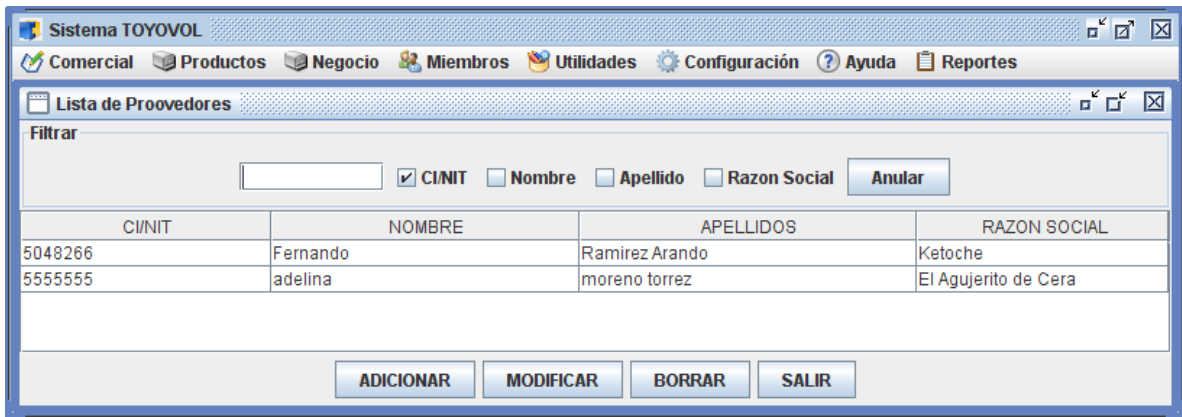 Sistema TOYOVOL
Comercial Productos Negocio Miembros Utilidades Configuración ? Ayuda Reportes
Lista de Proovedores
Filtrar
CI/NIT Nombre Apellido Razon Social Anular
CI/NIT NOMBRE APELLIDOS RAZON SOCIAL
5048266 Fernando Ramirez Arando Ketoche
5555555 adelina moreno torrez El Agujerito de Cera
ADICIONAR MODIFICAR BORRAR SALIR